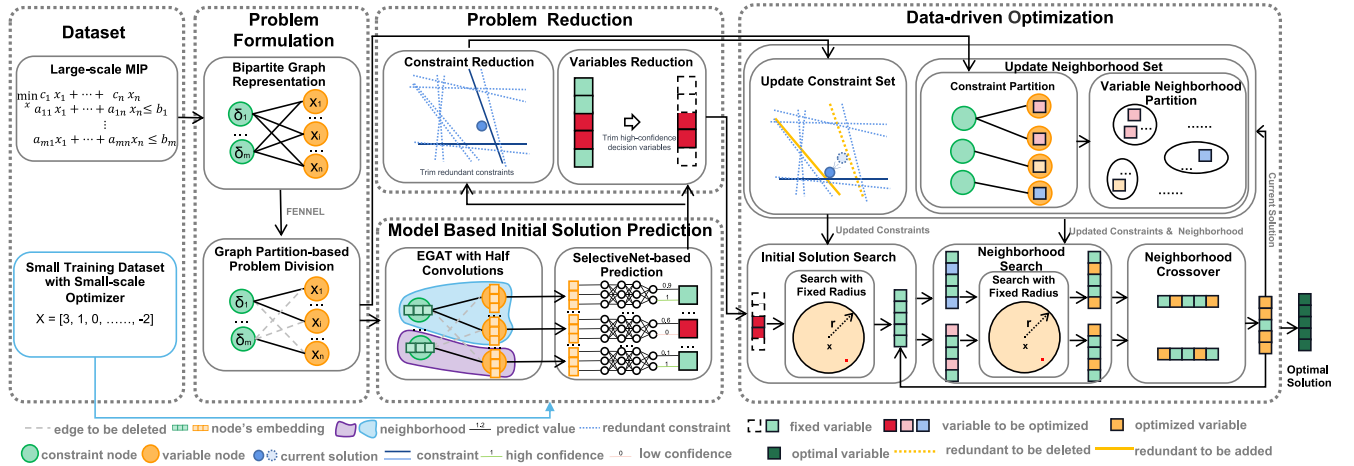 Dataset
Large-scale MIP
min c₁ x₁ + ··· + cₙ xₙ
x
a₁₁ x₁ + ··· + a₁ₙ xₙ ≤ b₁
⋮
aₘ₁x₁ + ··· + aₘₙxₙ ≤ bₘ
Small Training Dataset
with Small-scale
Optimizer
X = [3, 1, 0, ......, -2]
Problem
Formulation
Bipartite Graph
Representation
δ₁
...
δₘ
X₁
...
Xᵢ
...
Xₙ
FENNEL
Graph Partition-based
Problem Division
δ₁
...
δₘ
X₁
...
Xᵢ
...
Xₙ
Problem Reduction
Constraint Reduction
Trim redundant constraints
Variables Reduction
Trim high-confidence
decision variables
Model Based Initial Solution Prediction
EGAT with Half
Convolutions
...
...
...
SelectiveNet-based
Prediction
0.9
1
...
0.6
0
...
0.1
1
Data-driven Optimization
Update Constraint Set
Update Neighborhood Set
Constraint Partition
Variable Neighborhood
Partition
...
......
...
...
......
Updated Constraints
Updated Constraints & Neighborhood
Current Solution
Initial Solution Search
Search with
Fixed Radius
r
x
Neighborhood
Search
Search with
Fixed Radius
r
x
Neighborhood
Crossover
Optimal
Solution
edge to be deleted
node's embedding
neighborhood
1.2
predict value
redundant constraint
fixed variable
variable to be optimized
optimized variable
constraint node
variable node
current solution
constraint
1
high confidence
0
low confidence
optimal variable
redundant to be deleted
redundant to be added